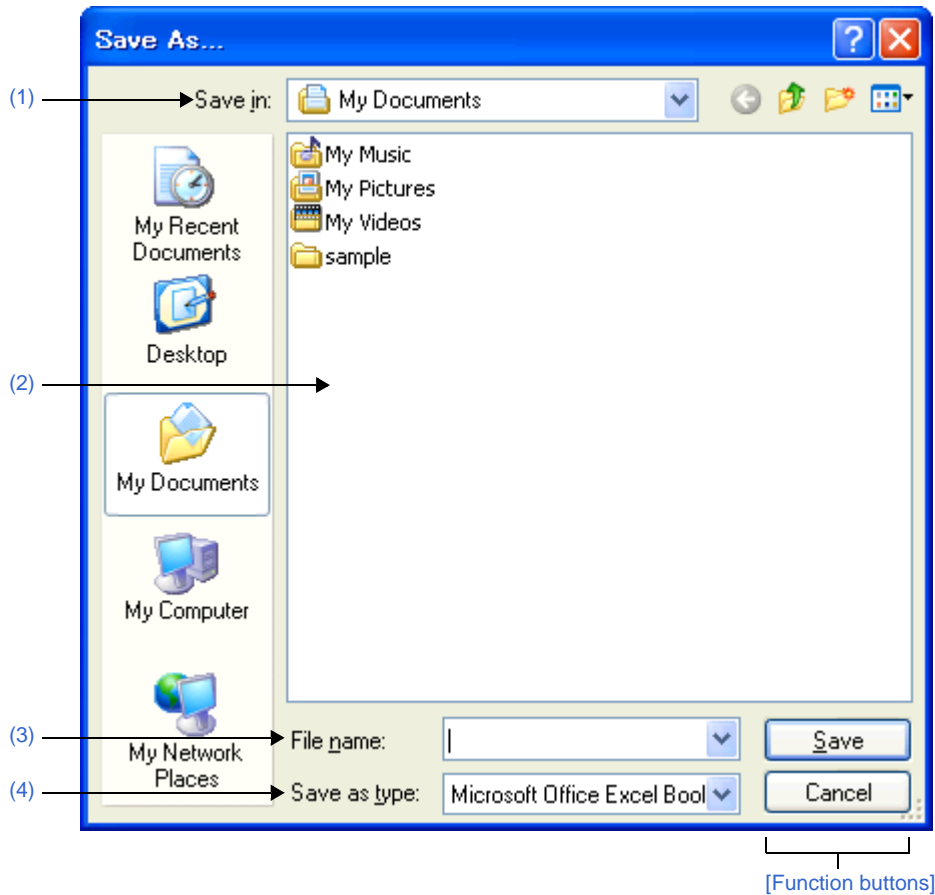 Save As...
(1)
Save in:
My Documents
My Music
My Pictures
My Videos
sample
My Recent
Documents
Desktop
(2)
My Documents
My Computer
My Network
Places
(3)
File name:
Save
(4)
Save as type:
Microsoft Office Excel Bool
Cancel
[Function buttons]